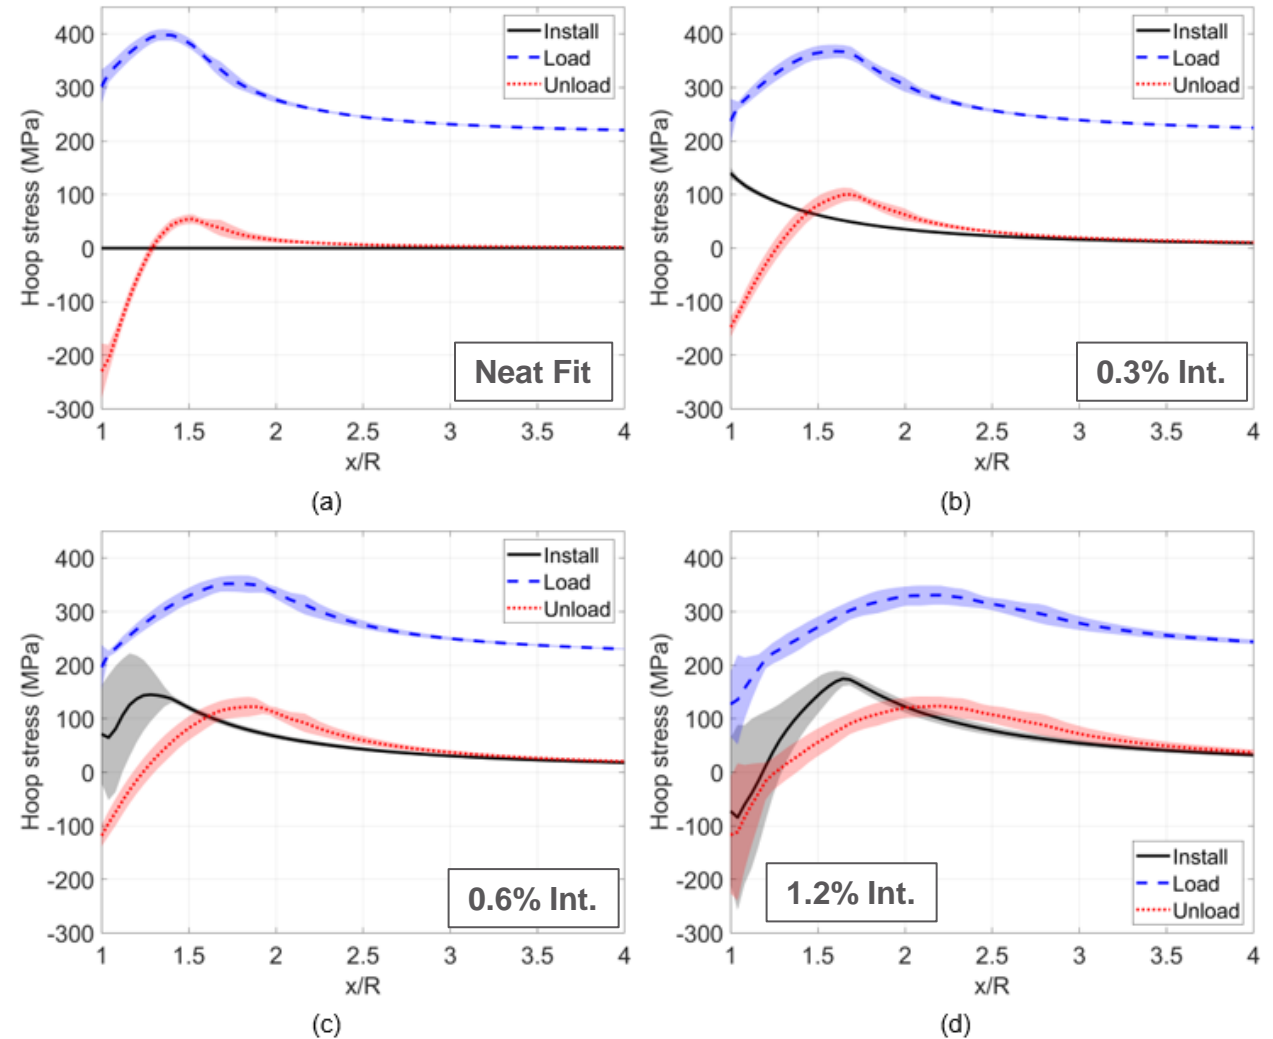 Hoop stress (MPa)
400
300
200
100
0
-100
-200
-300
Install
Load
Unload
Neat Fit
1 1.5 2 2.5 3 3.5 4
x/R
(a)
Hoop stress (MPa)
400
300
200
100
0
-100
-200
-300
Install
Load
Unload
0.3% Int.
1 1.5 2 2.5 3 3.5 4
x/R
(b)
Hoop stress (MPa)
400
300
200
100
0
-100
-200
-300
Install
Load
Unload
0.6% Int.
1 1.5 2 2.5 3 3.5 4
x/R
(c)
Hoop stress (MPa)
400
300
200
100
0
-100
-200
-300
Install
Load
Unload
1.2% Int.
1 1.5 2 2.5 3 3.5 4
x/R
(d)